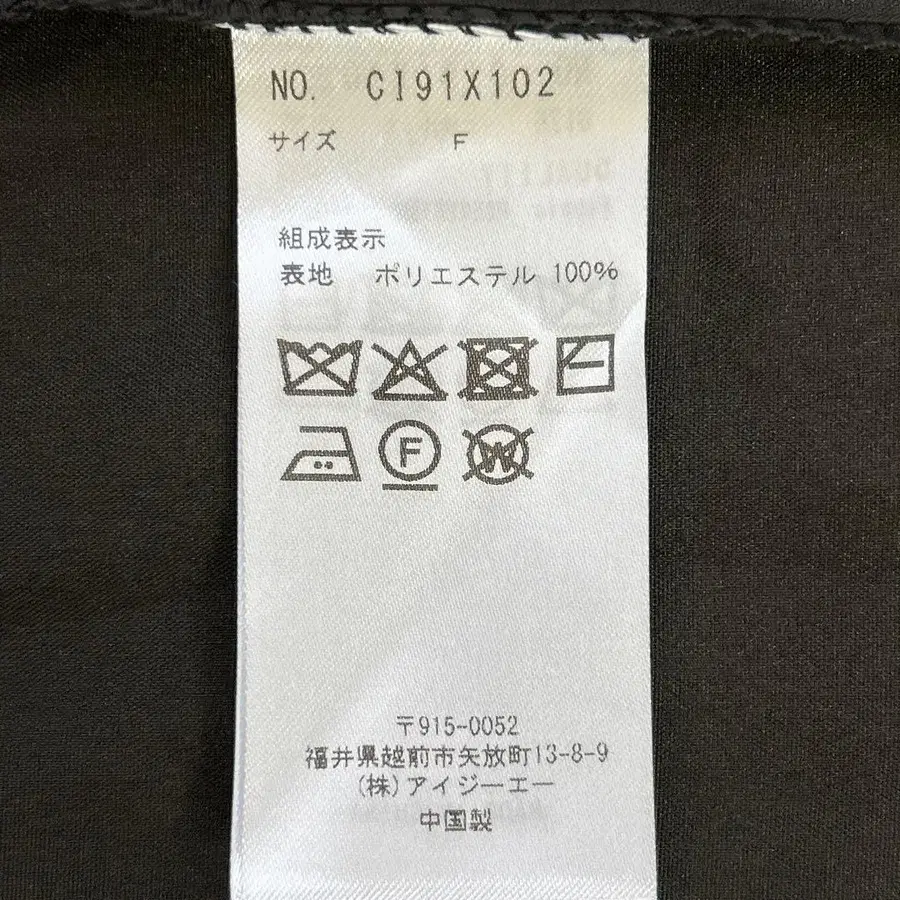 NO. CI91X102
サイズ F
組成表示
表地 ポリエステル 100%
F
W
〒915-0052
福井県越前市矢放町13-8-9
(株)アイジーエー
中国製